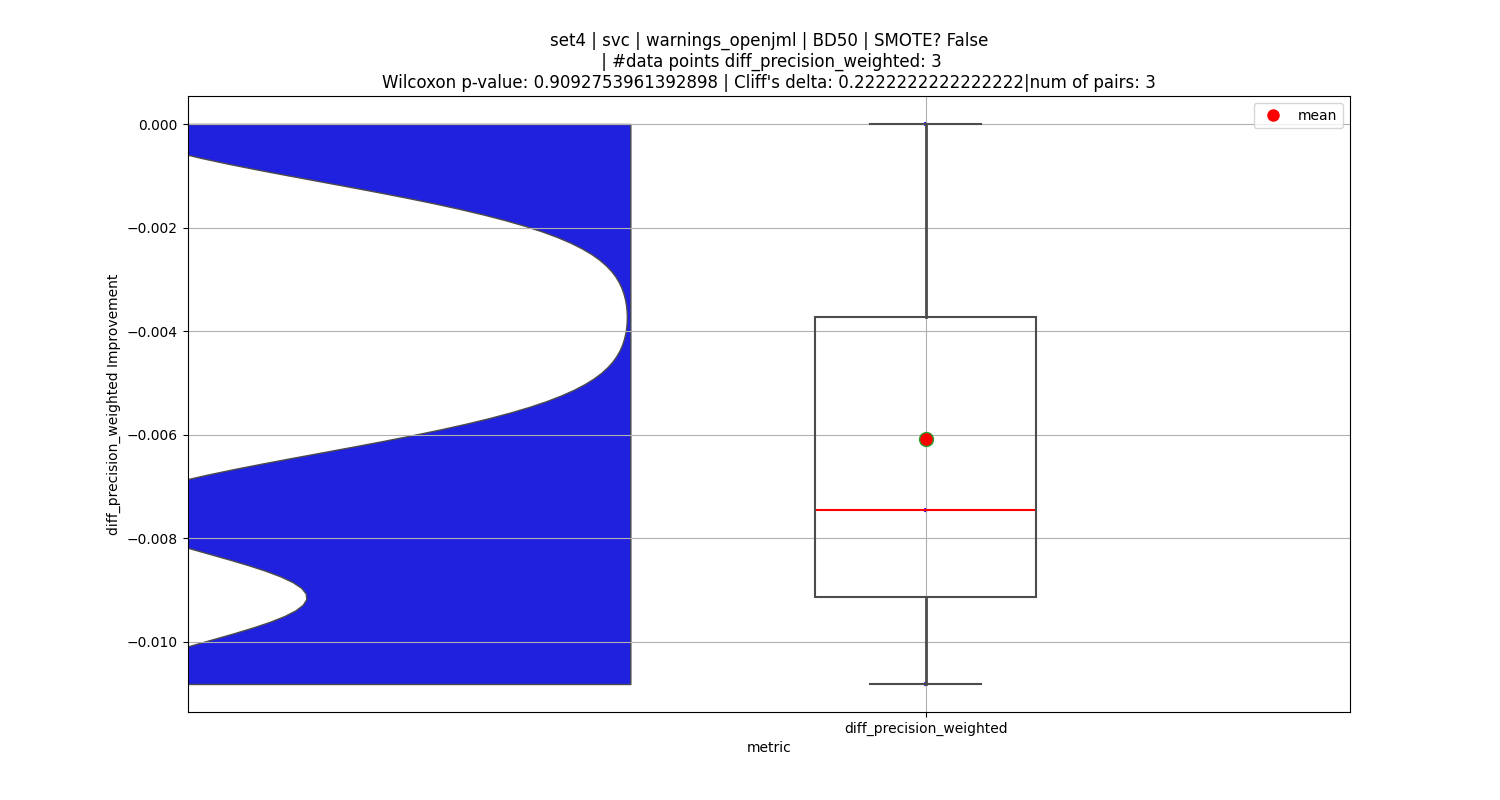 set4 | svc | warnings_openjml | BD50 | SMOTE? False
| #data points diff_precision_weighted: 3
Wilcoxon p-value: 0.9092753961392898 | Cliff's delta: 0.2222222222222222|num of pairs: 3
mean
0.000
−0.002
−0.004
−0.006
−0.008
−0.010
diff_precision_weighted Improvement
diff_precision_weighted
metric